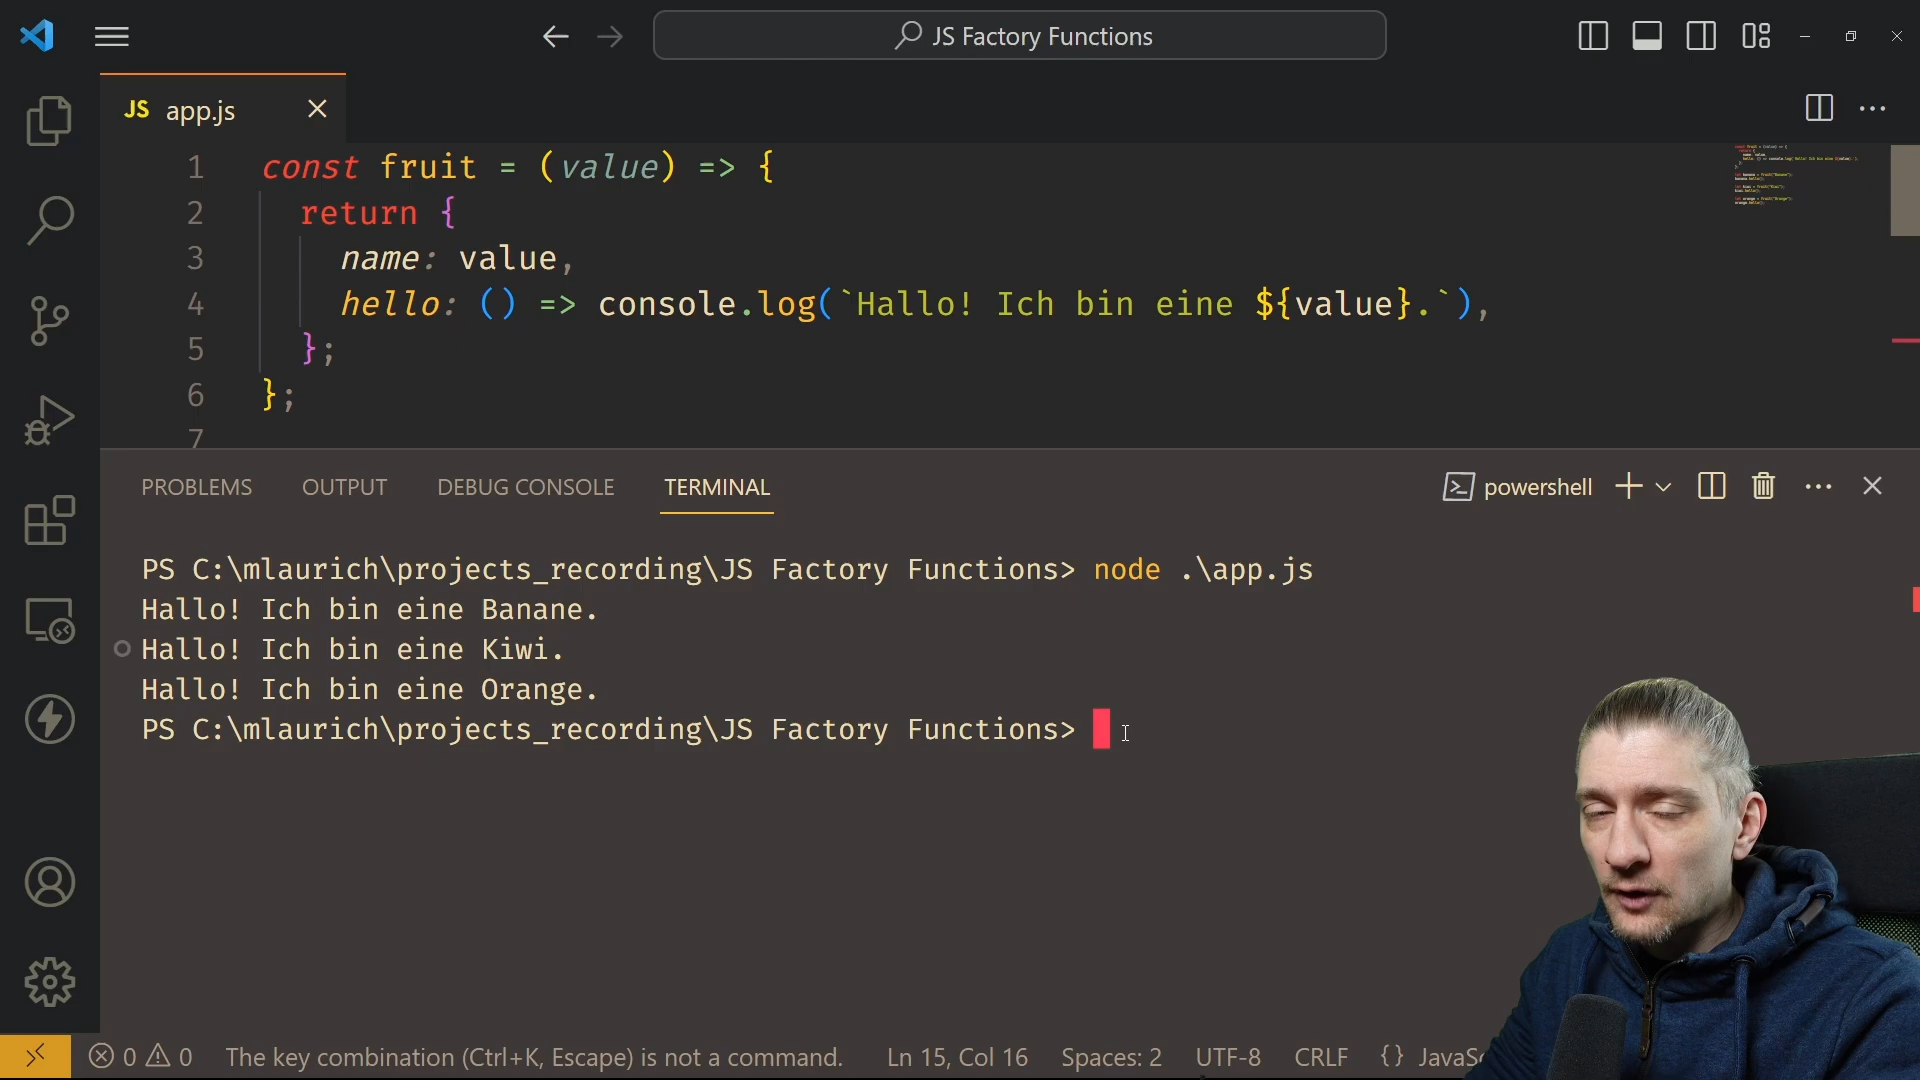 JS Factory Functions
JS app.js
1 const fruit = (value) => {
2 return {
3 name: value,
4 hello: () => console.log(`Hallo! Ich bin eine ${value}.`),
5 };
6 };
7
PROBLEMS OUTPUT DEBUG CONSOLE TERMINAL powershell
PS C:\mlaurich\projects_recording\JS Factory Functions> node .\app.js
Hallo! Ich bin eine Banane.
Hallo! Ich bin eine Kiwi.
Hallo! Ich bin eine Orange.
PS C:\mlaurich\projects_recording\JS Factory Functions>
0 0 The key combination (Ctrl+K, Escape) is not a command. Ln 15, Col 16 Spaces: 2 UTF-8 CRLF {}